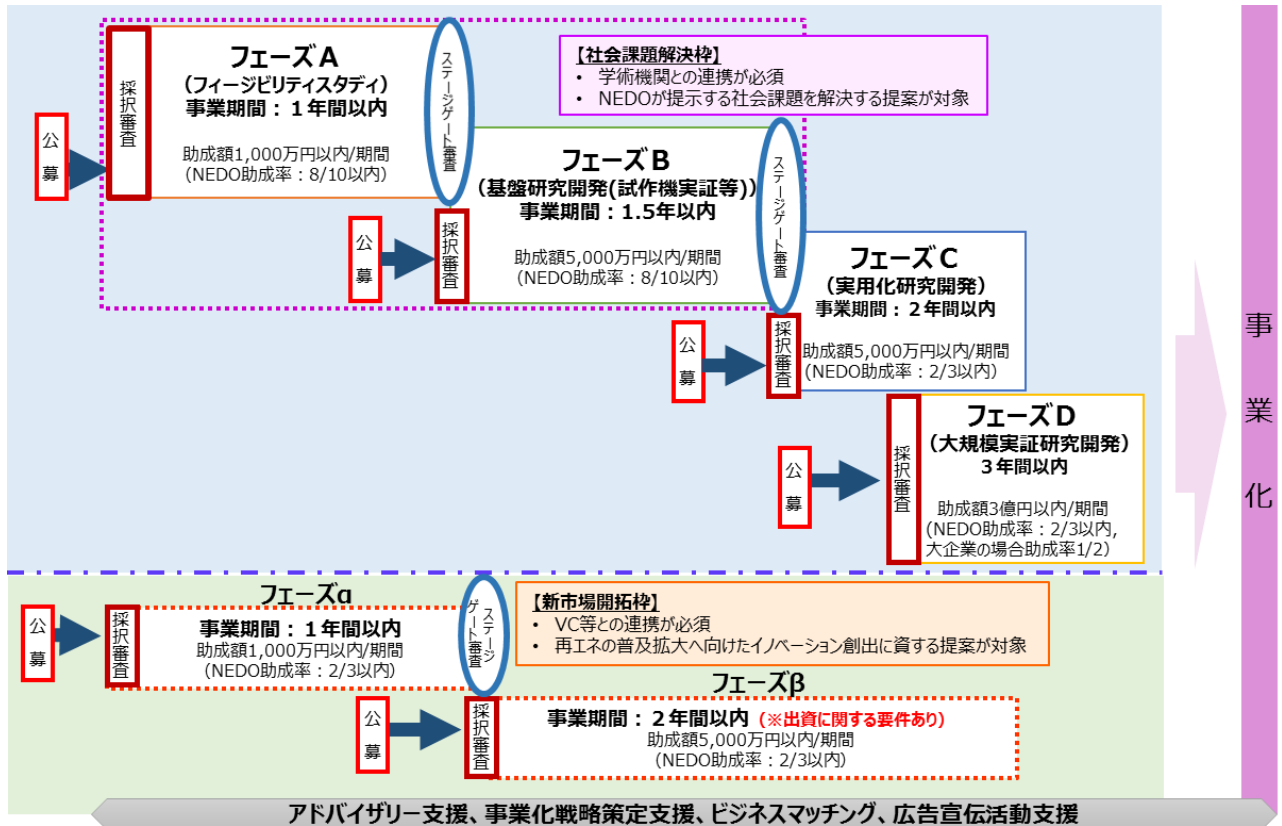 フェーズA
(フィージビリティスタディ)
事業期間：１年間以内
助成額1,000万円以内/期間
(NEDO助成率：8/10以内)
公募
採択審査
ステージゲート審査
【社会課題解決枠】
• 学術機関との連携が必須
• NEDOが提示する社会課題を解決する提案が対象
フェーズB
（基盤研究開発(試作機実証等)）
事業期間：1.5年以内
助成額5,000万円以内/期間
(NEDO助成率：8/10以内)
公募
採択審査
ステージゲート審査
フェーズC
（実用化研究開発）
事業期間：２年間以内
助成額5,000万円以内/期間
(NEDO助成率：2/3以内)
公募
採択審査
フェーズD
（大規模実証研究開発）
３年間以内
助成額3億円以内/期間
(NEDO助成率：2/3以内,
大企業の場合助成率1/2)
公募
採択審査
事業化
フェーズα
事業期間：１年間以内
助成額1,000万円以内/期間
(NEDO助成率：2/3以内)
公募
採択審査
ステージ
ゲート審査
【新市場開拓枠】
• VC等との連携が必須
• 再エネの普及拡大へ向けたイノベーション創出に資する提案が対象
フェーズβ
事業期間：２年間以内（※出資に関する要件あり）
助成額5,000万円以内/期間
(NEDO助成率：2/3以内)
公募
採択審査
アドバイザリー支援、事業化戦略策定支援、ビジネスマッチング、広告宣伝活動支援